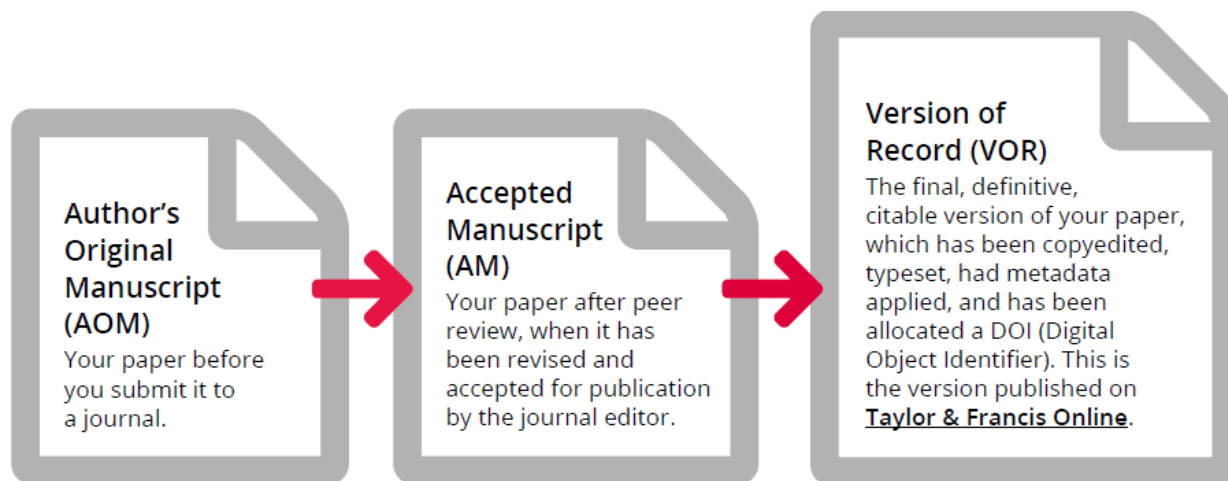 Author's
Original
Manuscript
(AOM)
Your paper before
you submit it to
a journal.
Accepted
Manuscript
(AM)
Your paper after peer
review, when it has
been revised and
accepted for publication
by the journal editor.
Version of
Record (VOR)
The final, definitive,
citable version of your paper,
which has been copyedited,
typeset, had metadata
applied, and has been
allocated a DOI (Digital
Object Identifier). This is
the version published on
Taylor & Francis Online.